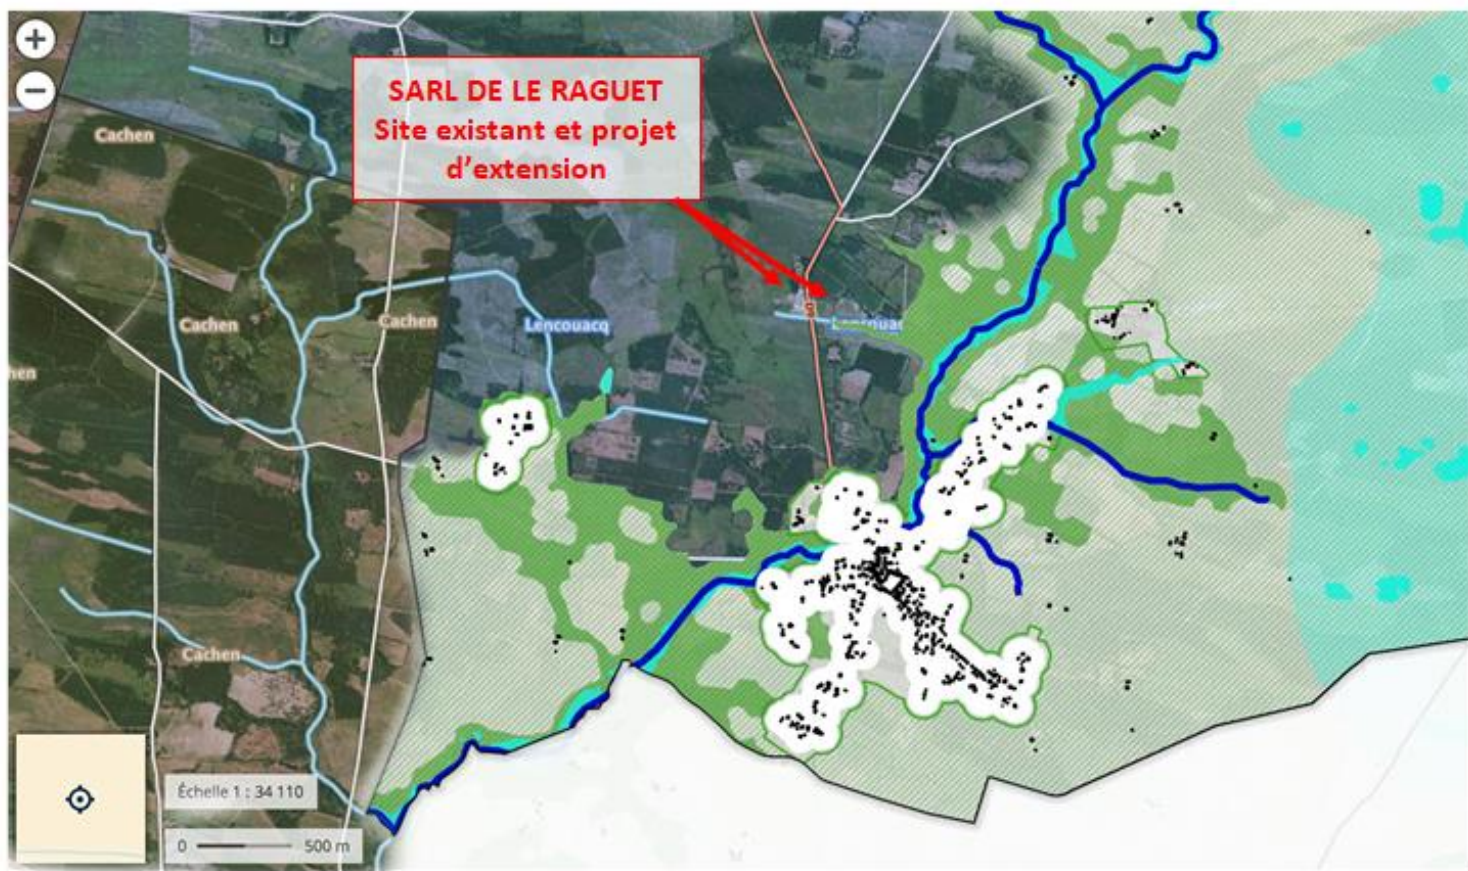 +
−
SARL DE LE RAGUET
Site existant et projet
d’extension
Cachen
Cachen
Cachen
Lencouacq
Cachen
Échelle 1 : 34 110
0 500 m